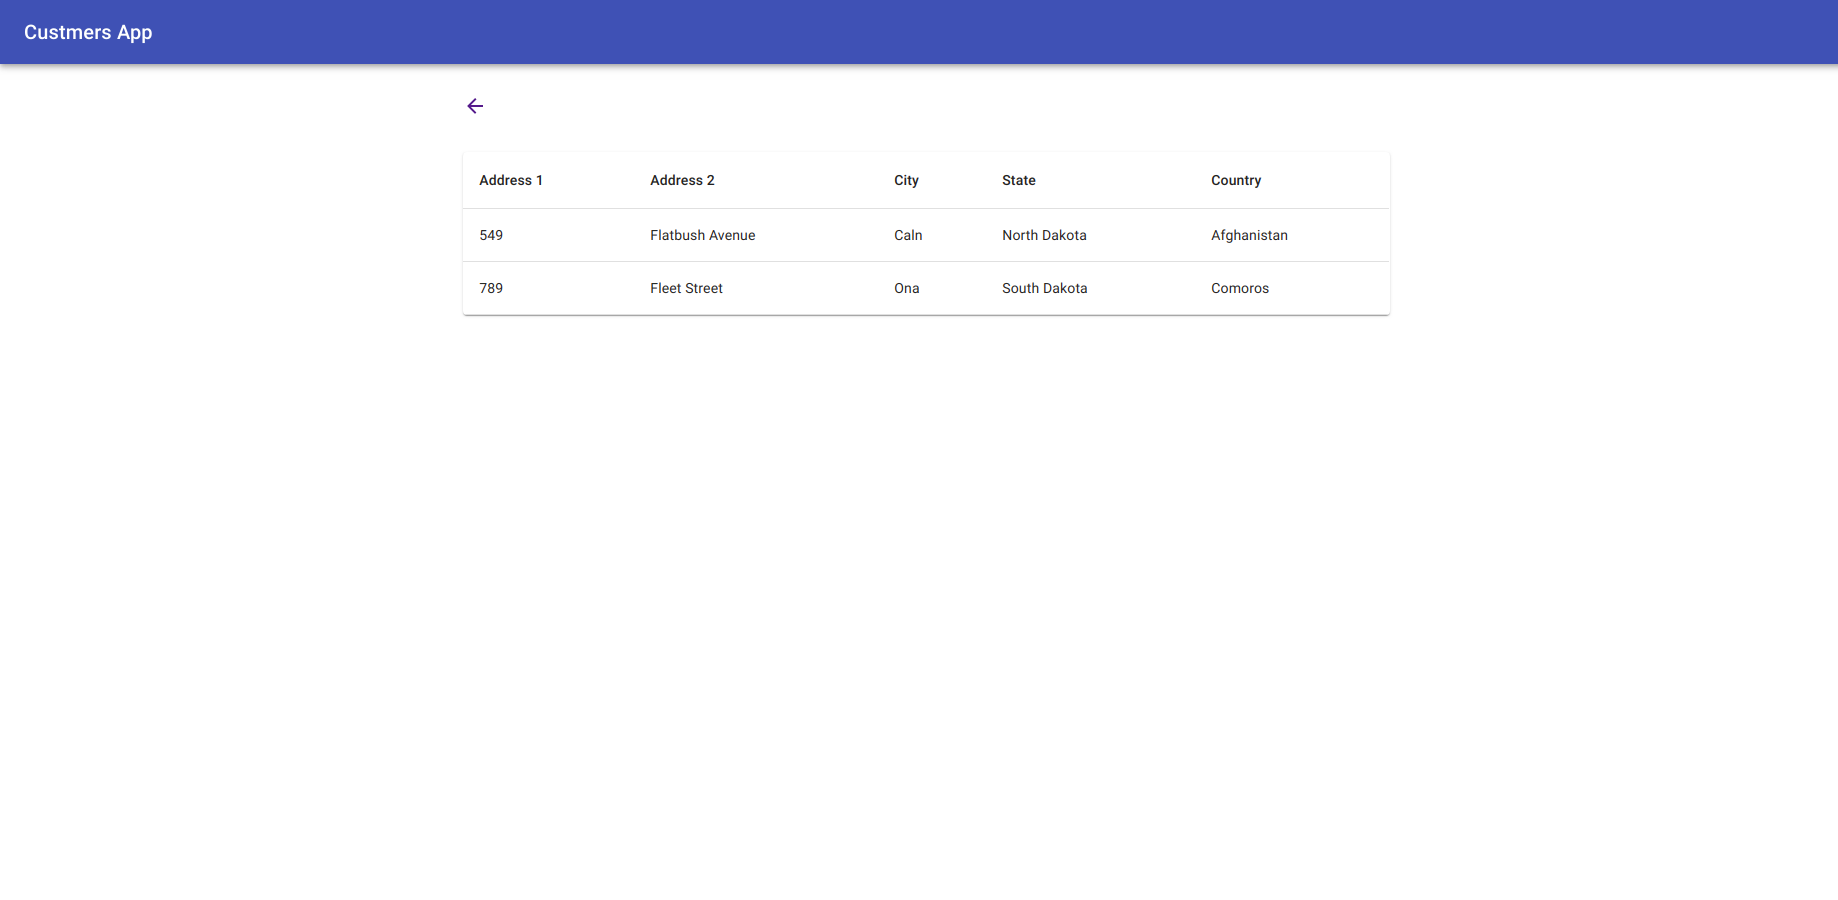 Custmers App
Address 1 Address 2 City State Country
549 Flatbush Avenue Caln North Dakota Afghanistan
789 Fleet Street Ona South Dakota Comoros